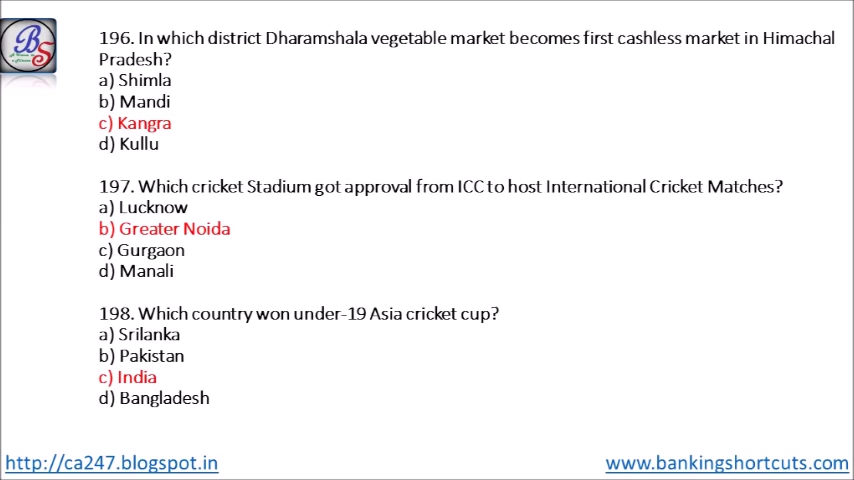 BS
196. In which district Dharamshala vegetable market becomes first cashless market in Himachal
Pradesh?
a) Shimla
b) Mandi
c) Kangra
d) Kullu
197. Which cricket Stadium got approval from ICC to host International Cricket Matches?
a) Lucknow
b) Greater Noida
c) Gurgaon
d) Manali
198. Which country won under-19 Asia cricket cup?
a) Srilanka
b) Pakistan
c) India
d) Bangladesh
http://ca247.blogspot.in
www.bankingshortcuts.com